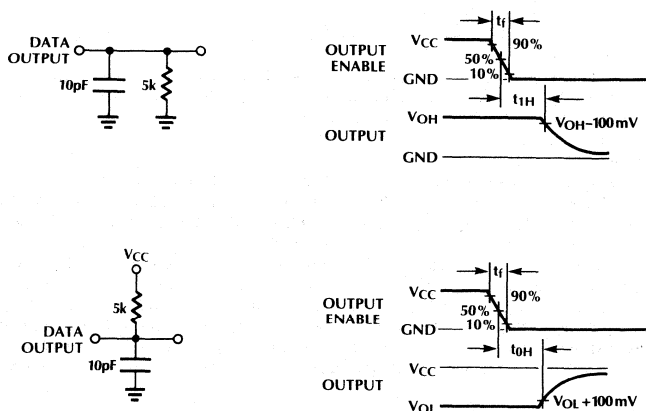 DATA
OUTPUT
10pF
5k
OUTPUT
ENABLE
VCC
GND
tf
90%
50%
10%
t1H
OUTPUT
VOH
GND
VOH−100mV
VCC
5k
DATA
OUTPUT
10pF
OUTPUT
ENABLE
VCC
GND
tf
90%
50%
10%
t0H
OUTPUT
VCC
VOL
VOL+100mV